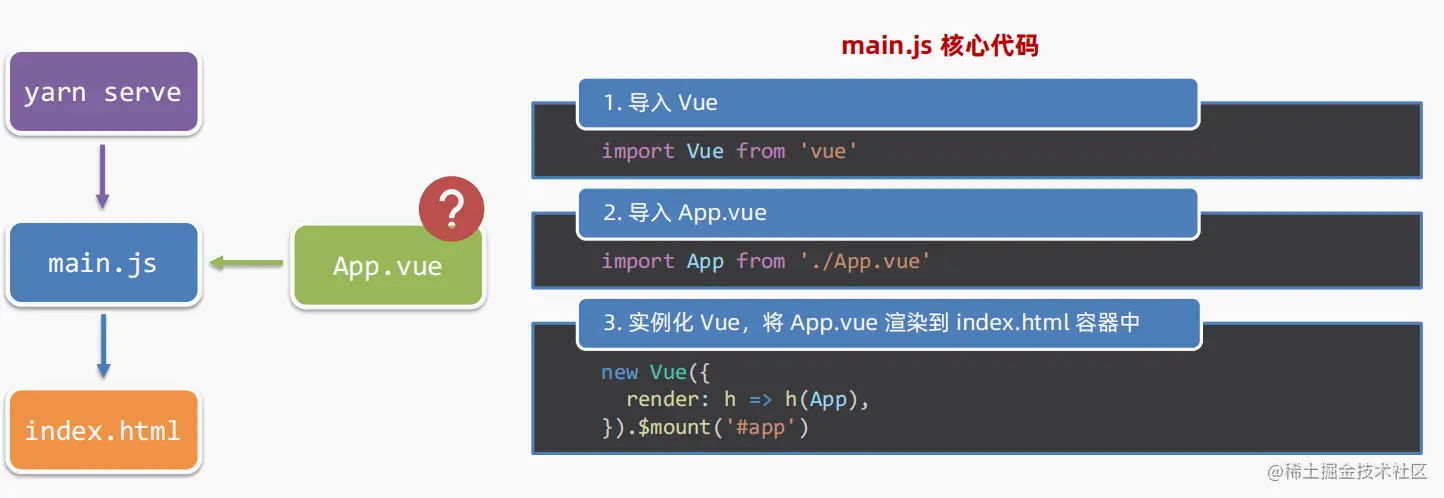 yarn serve
main.js
?
App.vue
index.html
main.js 核心代码
1. 导入 Vue
import Vue from 'vue'
2. 导入 App.vue
import App from './App.vue'
3. 实例化 Vue，将 App.vue 渲染到 index.html 容器中
new Vue({
  render: h => h(App),
}).$mount('#app')
@稀土掘金技术社区